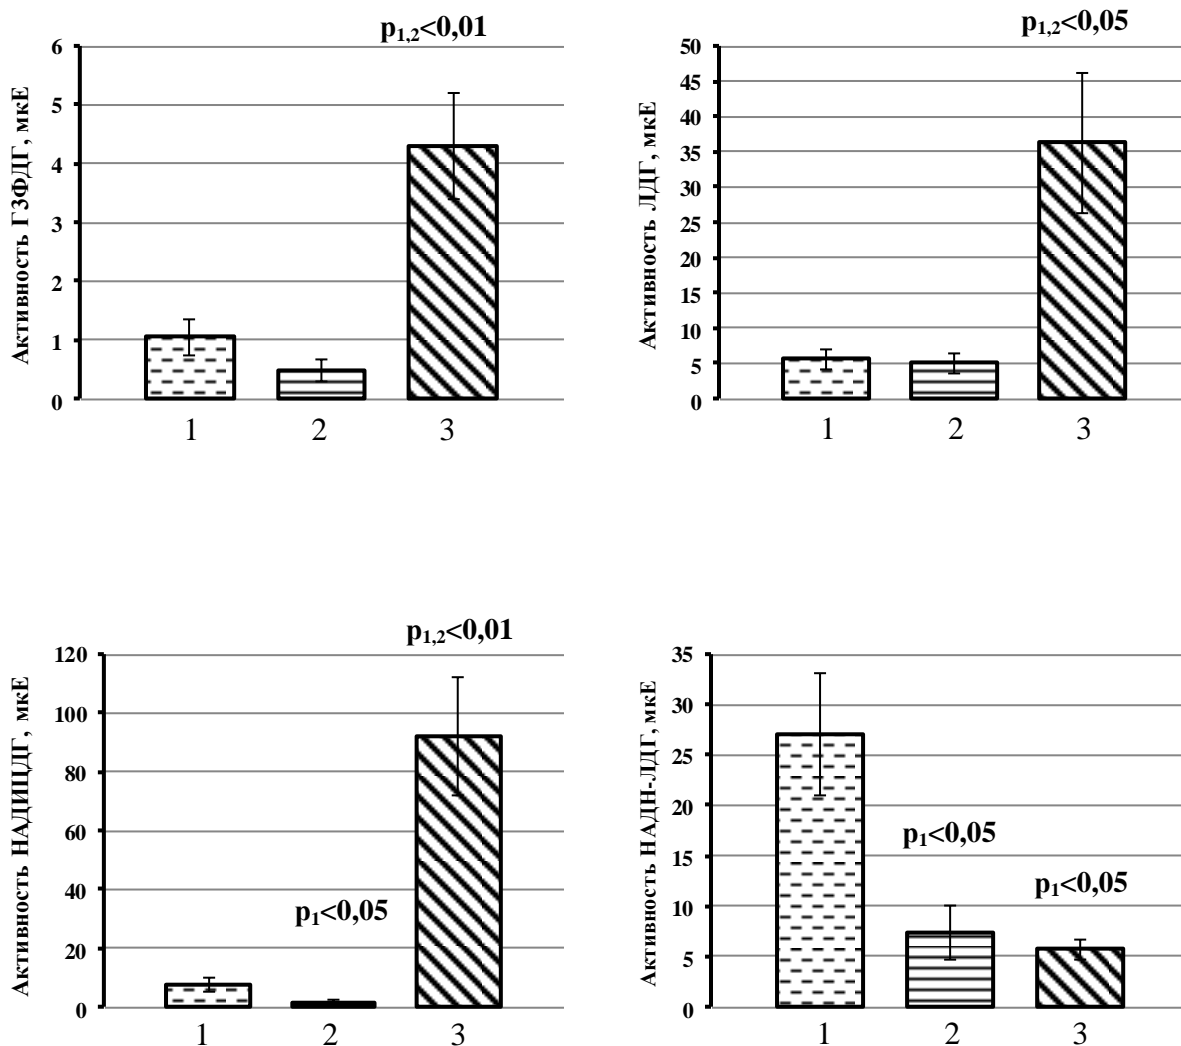 p1,2<0,01
Активность ГЗФДГ, мкЕ
6
5
4
3
2
1
0
1 2 3
p1,2<0,05
Активность ЛДГ, мкЕ
50
45
40
35
30
25
20
15
10
5
0
1 2 3
p1,2<0,01
Активность НАДИЦДГ, мкЕ
120
100
80
60
40
20
0
p1<0,05
1 2 3
Активность НАДН-ЛДГ, мкЕ
35
30
25
20
15
10
5
0
p1<0,05
p1<0,05
1 2 3